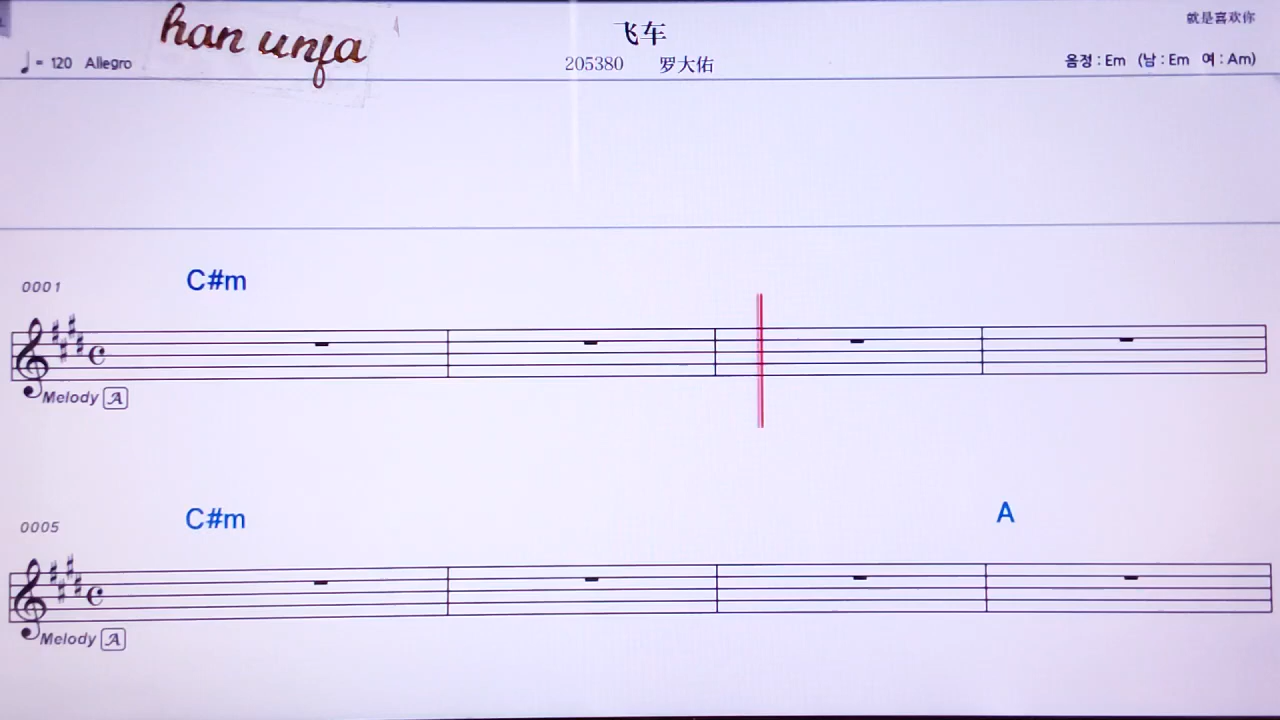 han unfa
飞车
就是喜欢你
♩ = 120 Allegro
205380 罗大佑
음정 : Em (남 : Em 여 : Am)
0001
C#m
Melody A
0005
C#m A
Melody A